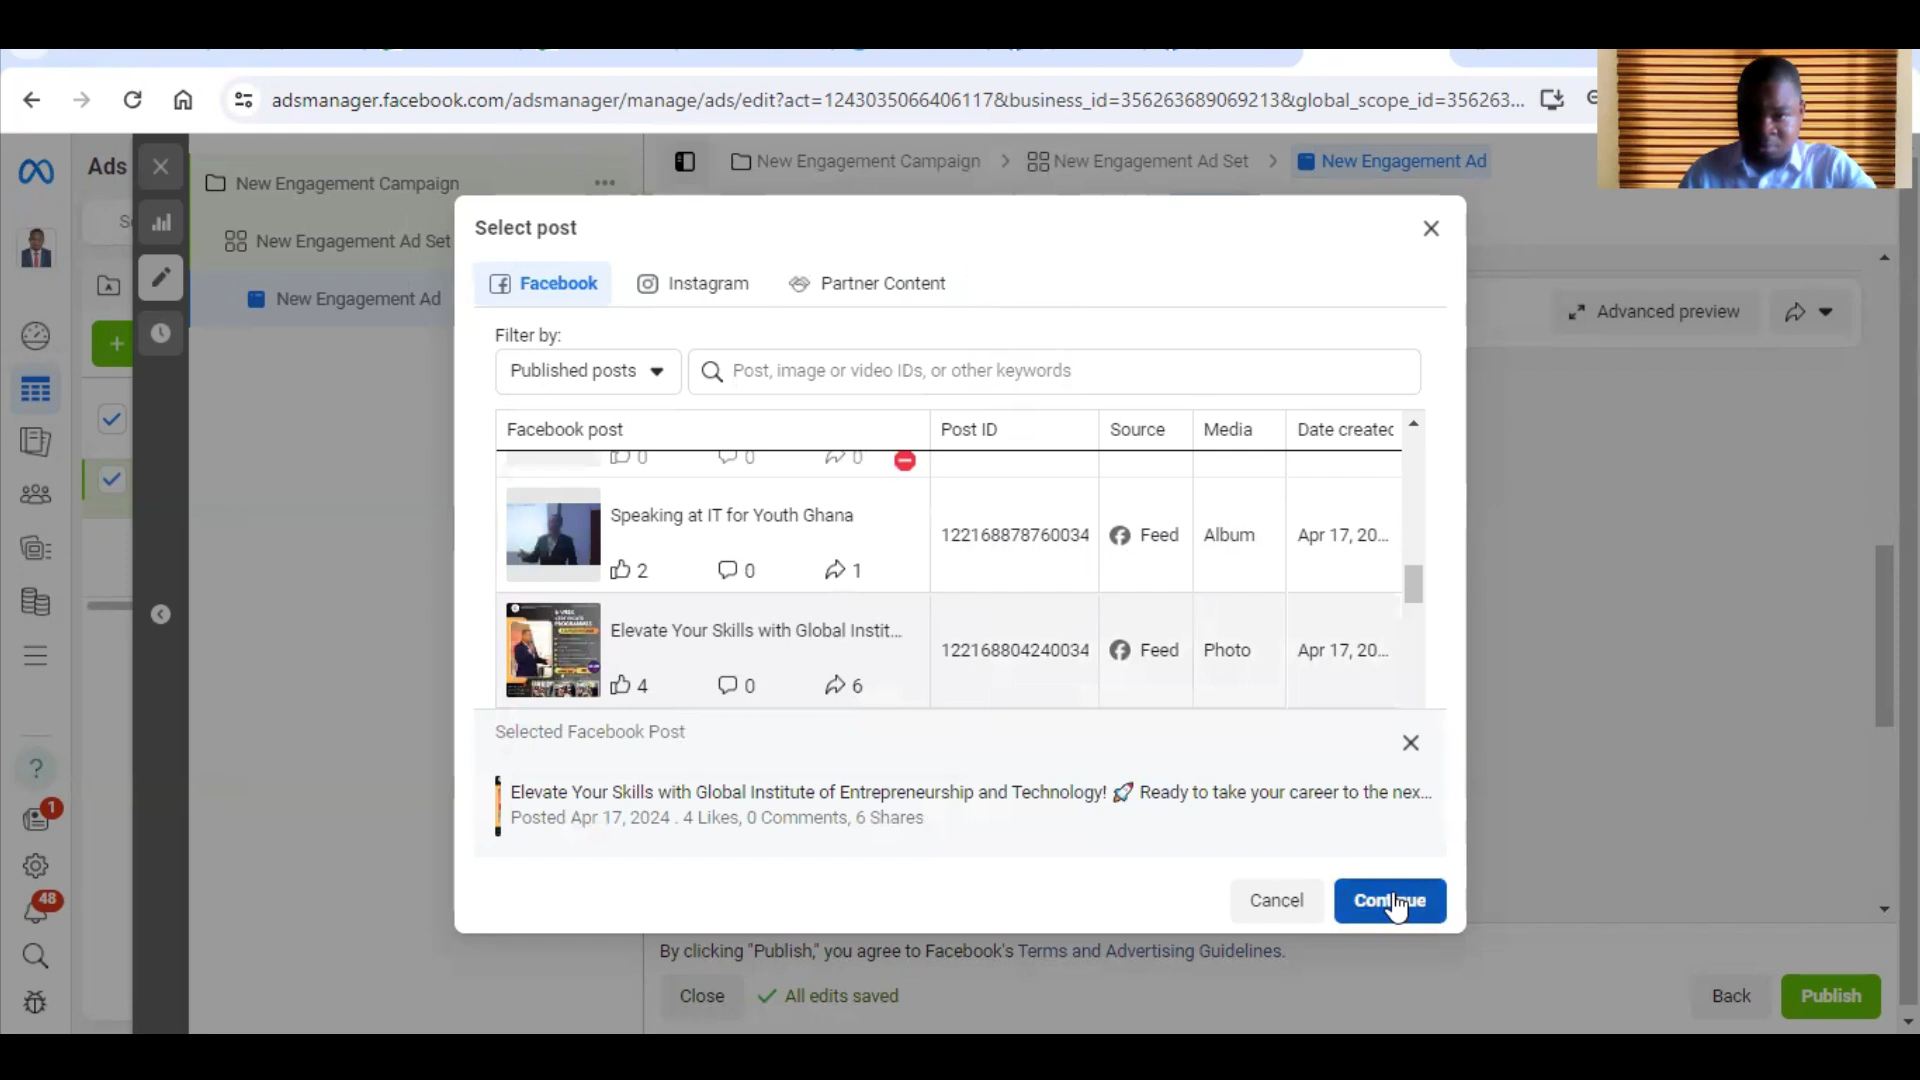 adsmanager.facebook.com/adsmanager/manage/ads/edit?act=1243035066406117&business_id=356263689069213&global_scope_id=356263...
Ads
New Engagement Campaign
New Engagement Ad Set
New Engagement Ad
New Engagement Campaign
New Engagement Ad Set
New Engagement Ad
Advanced preview
Select post
Facebook
Instagram
Partner Content
Filter by:
Published posts
Post, image or video IDs, or other keywords
Facebook post
Post ID
Source
Media
Date created
0
0
0
Speaking at IT for Youth Ghana
2
0
1
122168878760034
Feed
Album
Apr 17, 20...
Elevate Your Skills with Global Instit...
4
0
6
122168804240034
Feed
Photo
Apr 17, 20...
Selected Facebook Post
Elevate Your Skills with Global Institute of Entrepreneurship and Technology! 🚀 Ready to take your career to the nex...
Posted Apr 17, 2024 . 4 Likes, 0 Comments, 6 Shares
Cancel
Continue
1
48
By clicking "Publish," you agree to Facebook's Terms and Advertising Guidelines.
Close
All edits saved
Back
Publish